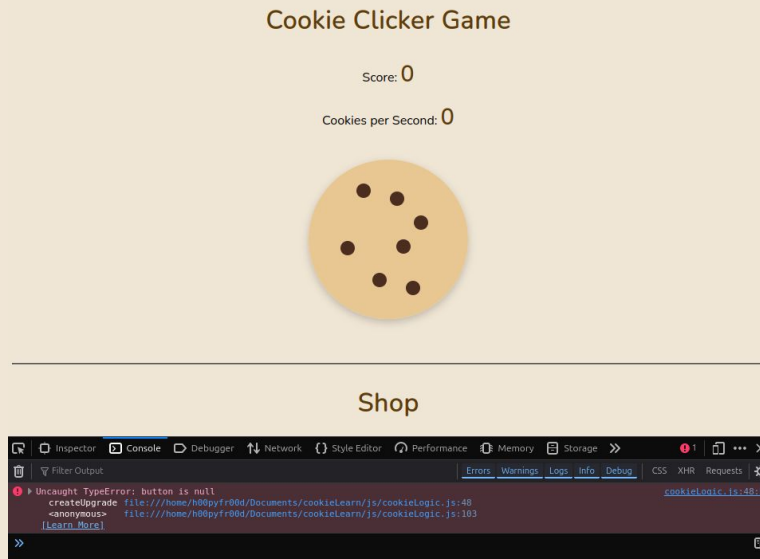 Cookie Clicker Game
Score: 0
Cookies per Second: 0
Shop
Inspector Console Debugger Network {} Style Editor Performance Memory Storage 1
Filter Output Errors Warnings Logs Info Debug CSS XHR Requests
Uncaught TypeError: button is null cookieLogic.js:48:
createUpgrade file:///home/h00pyfr00d/Documents/cookieLearn/js/cookieLogic.js:48
<anonymous> file:///home/h00pyfr00d/Documents/cookieLearn/js/cookieLogic.js:103
[Learn More]